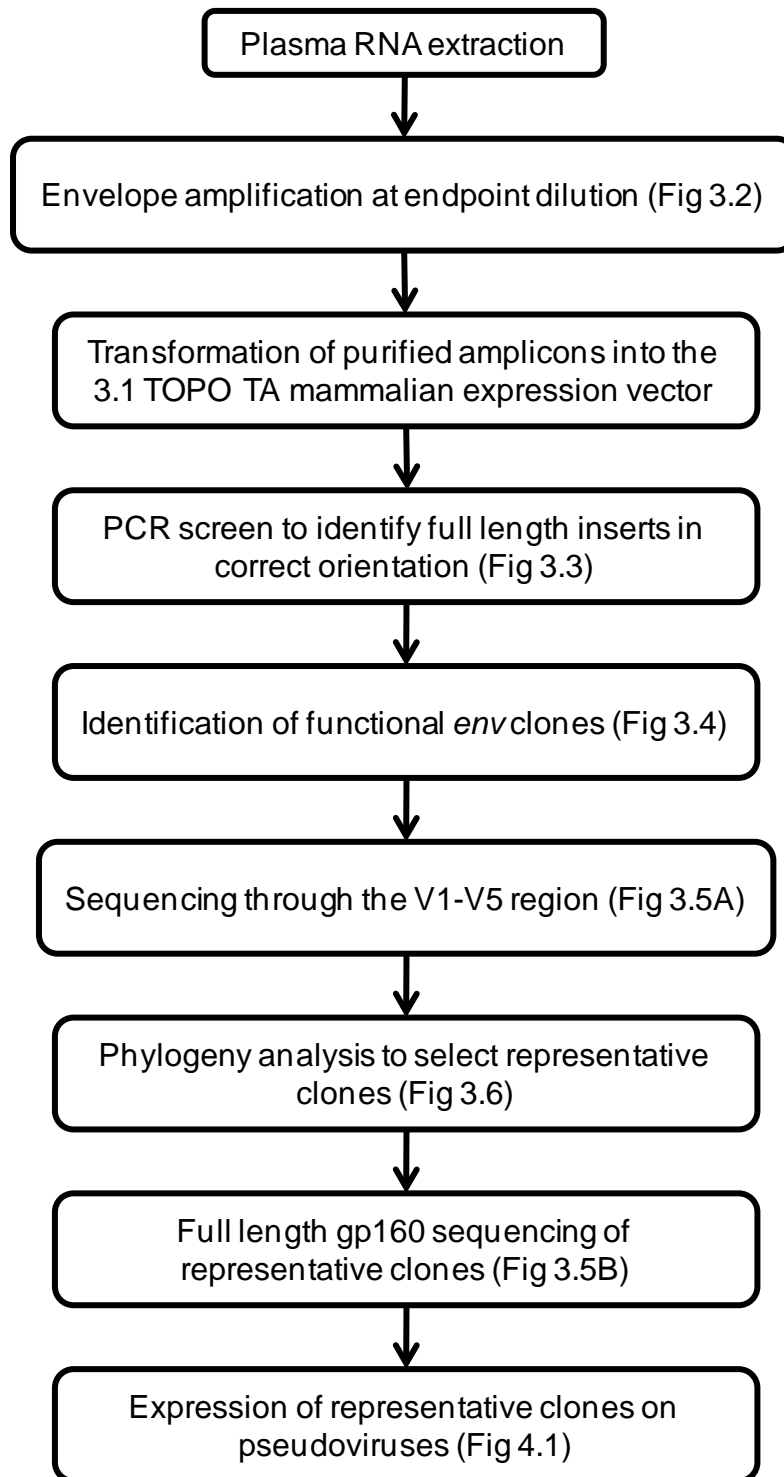 Plasma RNA extraction
Envelope amplification at endpoint dilution (Fig 3.2)
Transformation of purified amplicons into the
3.1 TOPO TA mammalian expression vector
PCR screen to identify full length inserts in
correct orientation (Fig 3.3)
Identification of functional env clones (Fig 3.4)
Sequencing through the V1-V5 region (Fig 3.5A)
Phylogeny analysis to select representative
clones (Fig 3.6)
Full length gp160 sequencing of
representative clones (Fig 3.5B)
Expression of representative clones on
pseudoviruses (Fig 4.1)